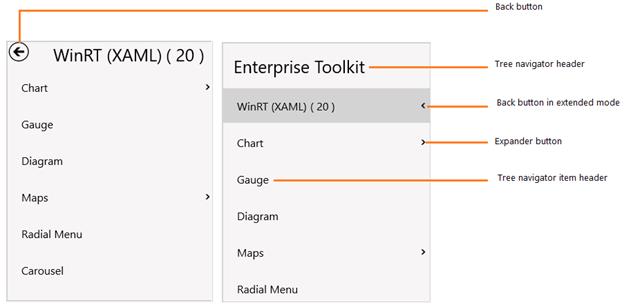 Back button
WinRT (XAML) ( 20 )
Chart
Gauge
Diagram
Maps
Radial Menu
Carousel
Enterprise Toolkit
WinRT (XAML) ( 20 )
Chart
Gauge
Diagram
Maps
Radial Menu
Tree navigator header
Back button in extended mode
Expander button
Tree navigator item header